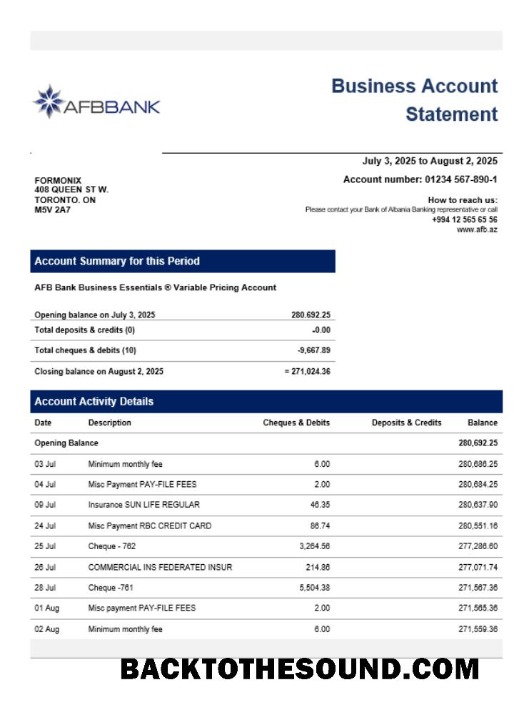 AFBBANK
Business Account
Statement
July 3, 2025 to August 2, 2025
FORMONIX
408 QUEEN ST W.
TORONTO. ON
M5V 2A7
Account number: 01234 567-890-1
How to reach us:
Please contact your Bank of Albania Banking representative or call
+994 12 565 65 56
www.afb.az
Account Summary for this Period
AFB Bank Business Essentials ® Variable Pricing Account
Opening balance on July 3, 2025 280.692.25
Total deposits & credits (0) -0.00
Total cheques & debits (10) -9,667.89
Closing balance on August 2, 2025 = 271,024.36
Account Activity Details
Date Description Cheques & Debits Deposits & Credits Balance
Opening Balance 280,692.25
03 Jul Minimum monthly fee 6.00 280,686.25
04 Jul Misc Payment PAY-FILE FEES 2.00 280,684.25
09 Jul Insurance SUN LIFE REGULAR 46.35 280,637.90
24 Jul Misc Payment RBC CREDIT CARD 86.74 280,551.16
25 Jul Cheque - 762 3,264.56 277,286.60
26 Jul COMMERCIAL INS FEDERATED INSUR 214.86 277,071.74
28 Jul Cheque -761 5,504.38 271,567.36
01 Aug Misc payment PAY-FILE FEES 2.00 271,565.36
02 Aug Minimum monthly fee 6.00 271,559.36
BACKTOTHESOUND.COM